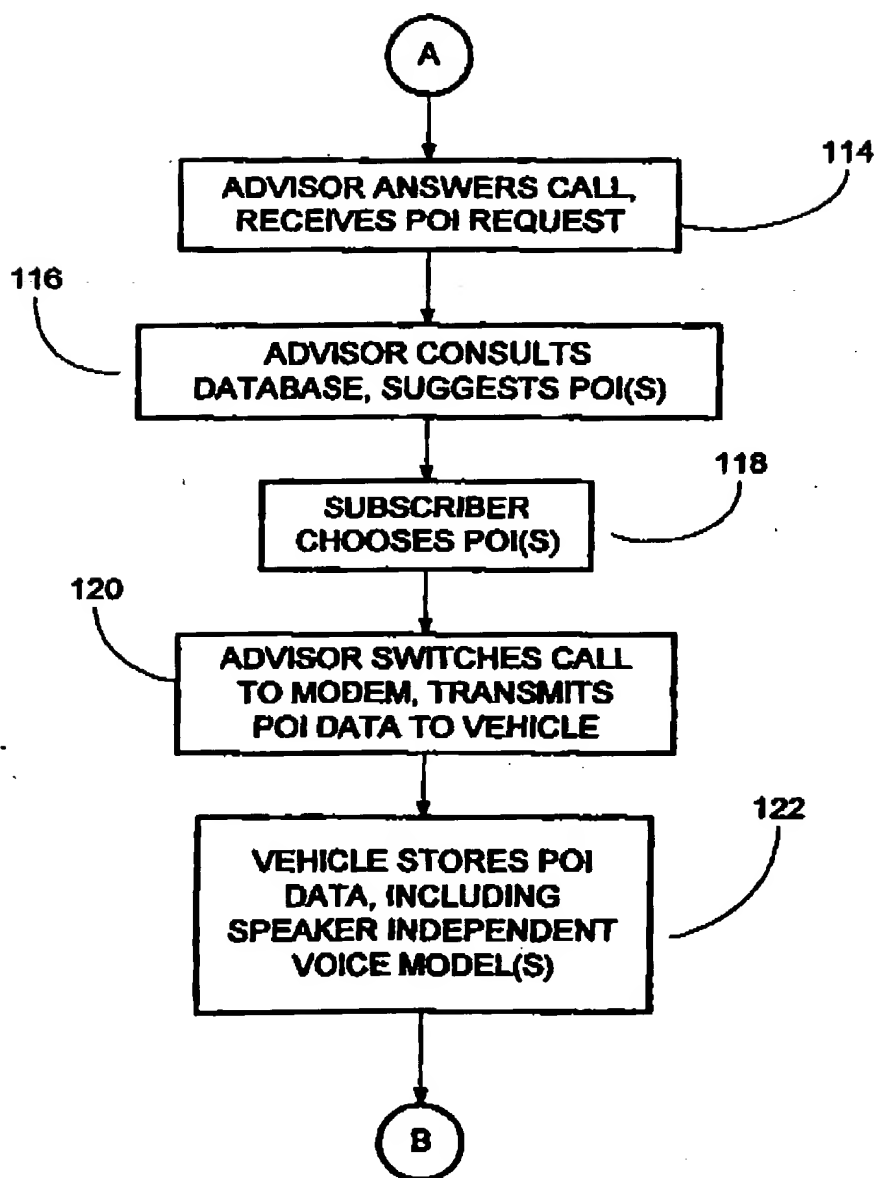 A
114
ADVISOR ANSWERS CALL,
RECEIVES POI REQUEST
116
ADVISOR CONSULTS
DATABASE, SUGGESTS POI(S)
118
SUBSCRIBER
CHOOSES POI(S)
120
ADVISOR SWITCHES CALL
TO MODEM, TRANSMITS
POI DATA TO VEHICLE
122
VEHICLE STORES POI
DATA, INCLUDING
SPEAKER INDEPENDENT
VOICE MODEL(S)
B